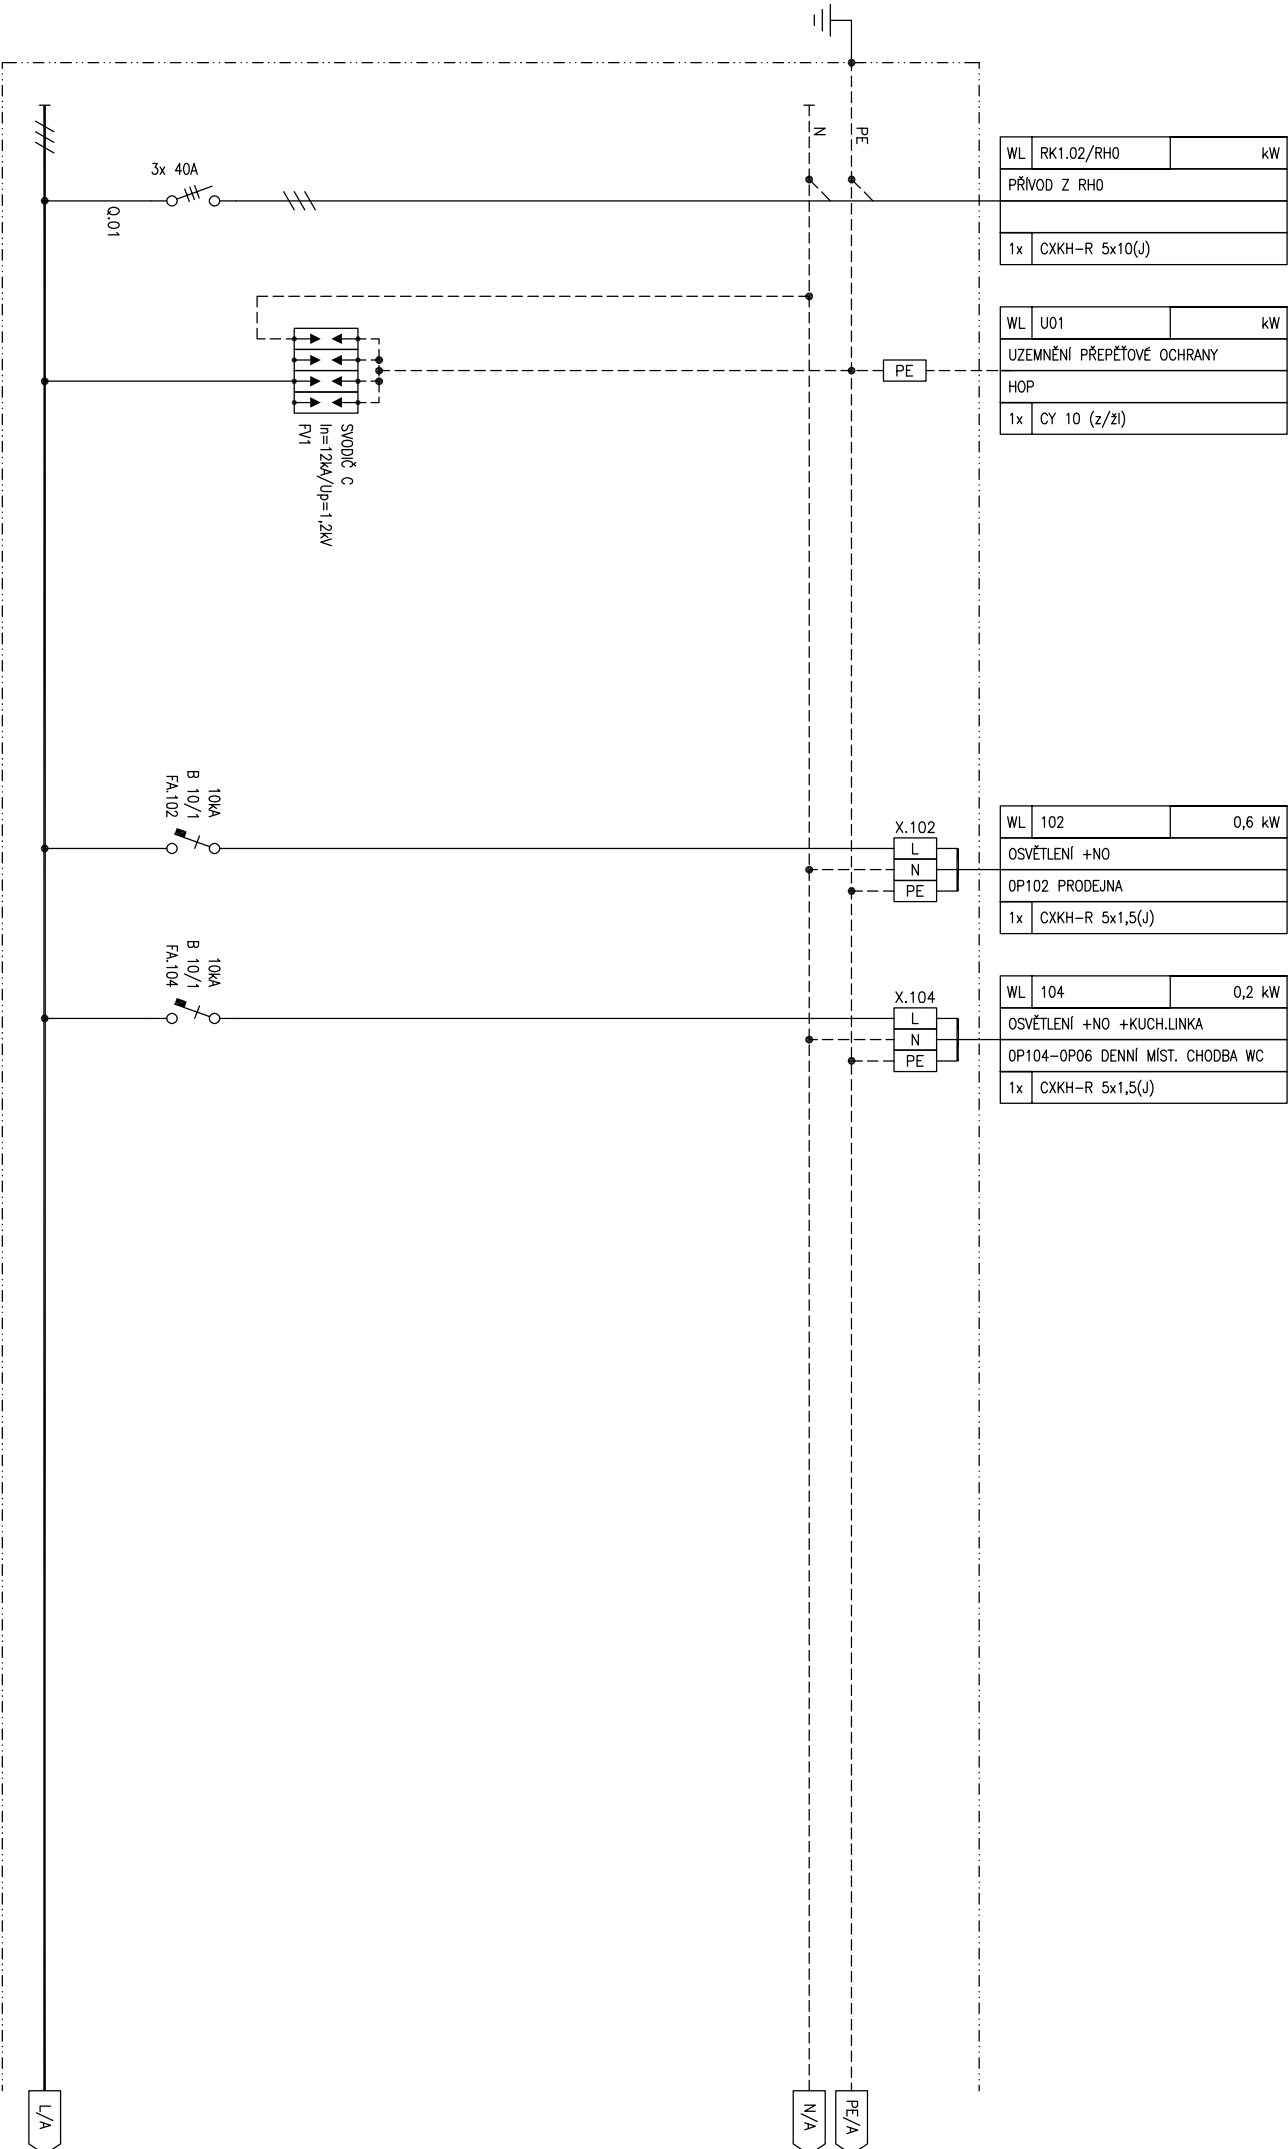 N
PE
WL RK1.02/RH0 kW
PŘÍVOD Z RH0
1x CXKH-R 5x10(J)
3x 40A
Q.01
WL U01 kW
UZEMNĚNÍ PŘEPĚŤOVÉ OCHRANY
HOP
1x CY 10 (z/žl)
PE
SVODIČ C
In=12kA/Up=1,2kV
FV1
10kA
B 10/1
FA.102
X.102
L
N
PE
WL 102 0,6 kW
OSVĚTLENÍ +NO
0P102 PRODEJNA
1x CXKH-R 5x1,5(J)
10kA
B 10/1
FA.104
X.104
L
N
PE
WL 104 0,2 kW
OSVĚTLENÍ +NO +KUCH.LINKA
0P104-0P06 DENNÍ MÍST. CHODBA WC
1x CXKH-R 5x1,5(J)
L/A
N/A
PE/A